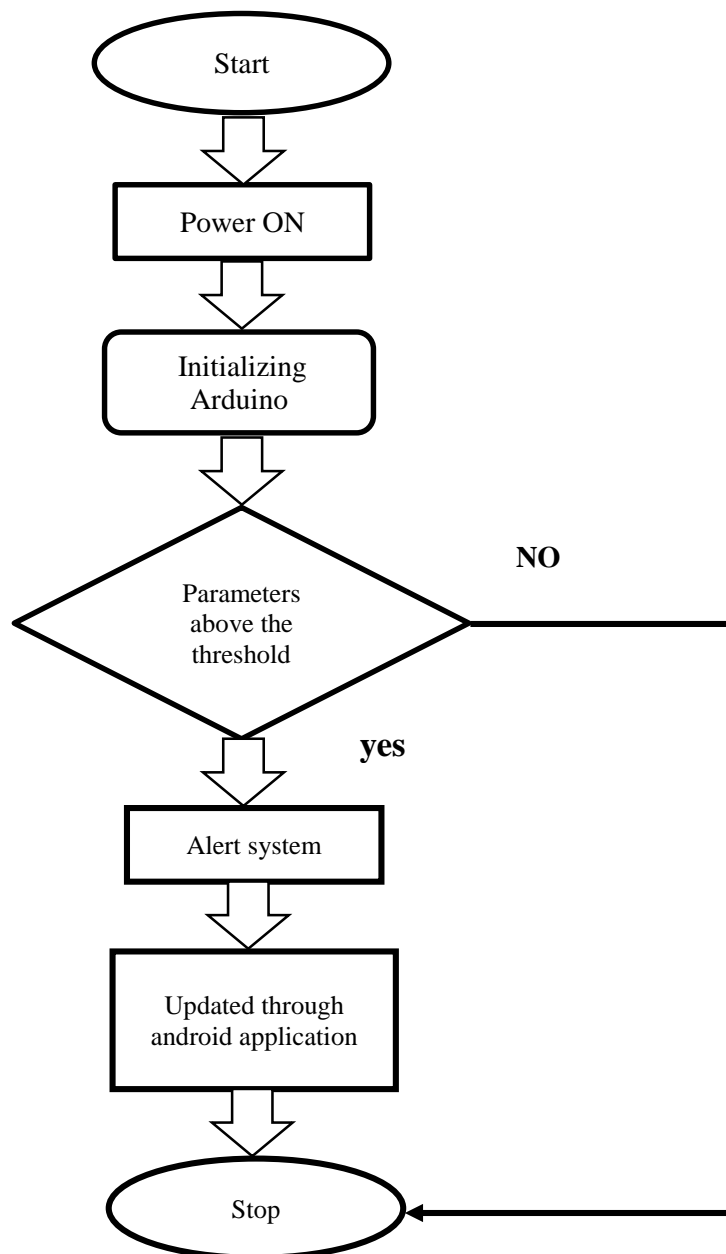 Start
Power ON
Initializing
Arduino
NO
Parameters
above the
threshold
yes
Alert system
Updated through
android application
Stop